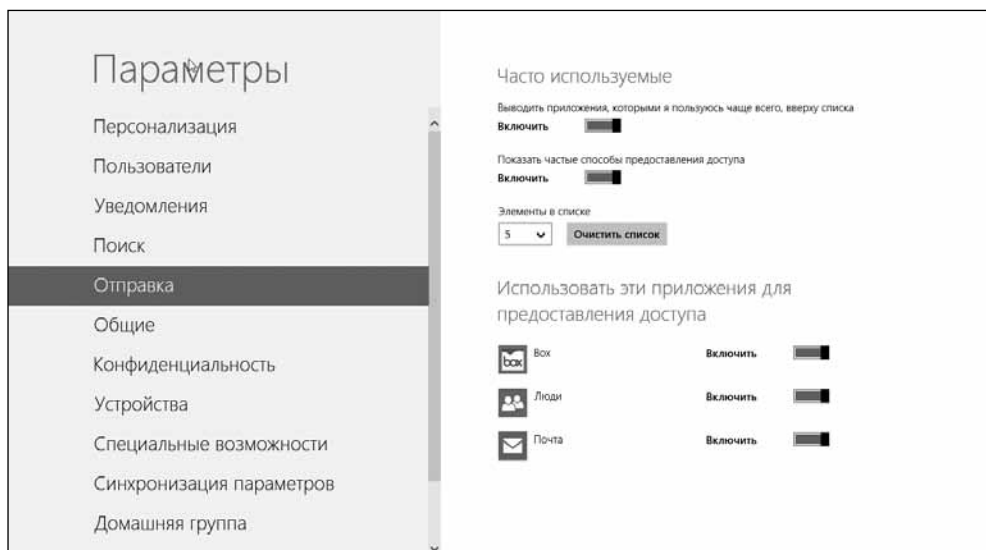 Параметры
Персонализация
Пользователи
Уведомления
Поиск
Отправка
Общие
Конфиденциальность
Устройства
Специальные возможности
Синхронизация параметров
Домашняя группа
Часто используемые
Выводить приложения, которыми я пользуюсь чаще всего, вверху списка
Включить
Показать частые способы предоставления доступа
Включить
Элементы в списке
5 Очистить список
Использовать эти приложения для
предоставления доступа
box Box Включить
Люди Включить
Почта Включить